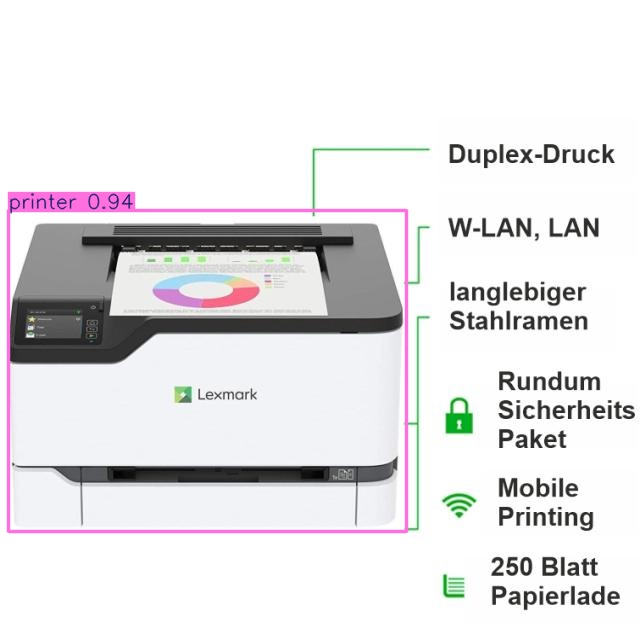 Duplex-Druck
printer 0.94
W-LAN, LAN
langlebiger
Stahlramen
Lexmark
Rundum
Sicherheits
Paket
Mobile
Printing
250 Blatt
Papierlade